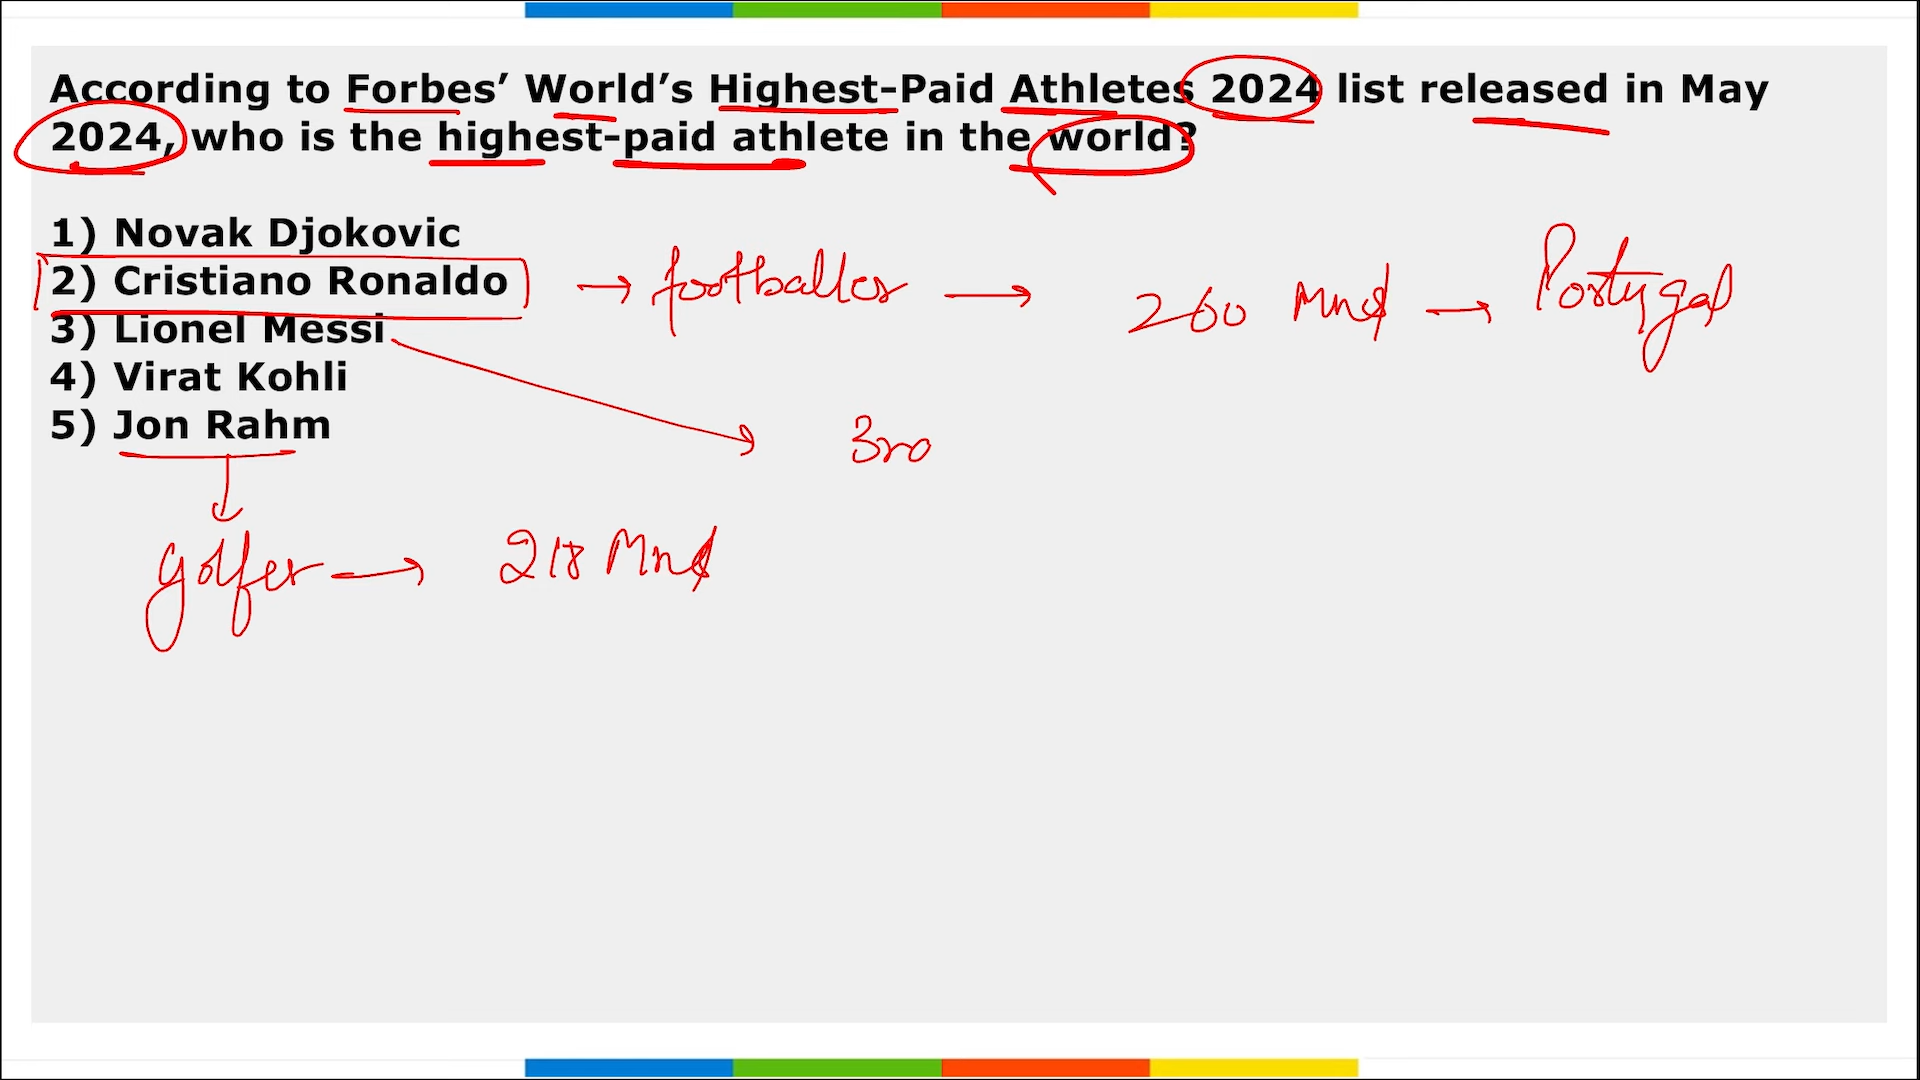 According to Forbes’ World’s Highest-Paid Athletes 2024 list released in May
2024, who is the highest-paid athlete in the world?
1) Novak Djokovic
2) Cristiano Ronaldo → footballer → 260 Mn$ → Portugal
3) Lionel Messi
4) Virat Kohli
5) Jon Rahm
3rd
golfer → 218 Mn$